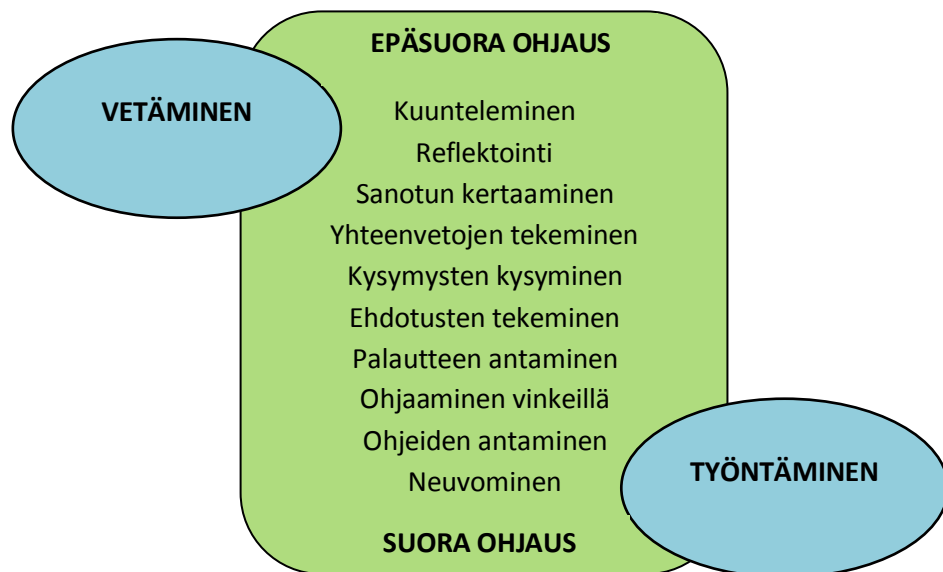 EPÄSUORA OHJAUS
VETÄMINEN
Kuunteleminen
Reflektointi
Sanotun kertaaminen
Yhteenvetojen tekeminen
Kysymysten kysyminen
Ehdotusten tekeminen
Palautteen antaminen
Ohjaaminen vinkeillä
Ohjeiden antaminen
Neuvominen
TYÖNTÄMINEN
SUORA OHJAUS